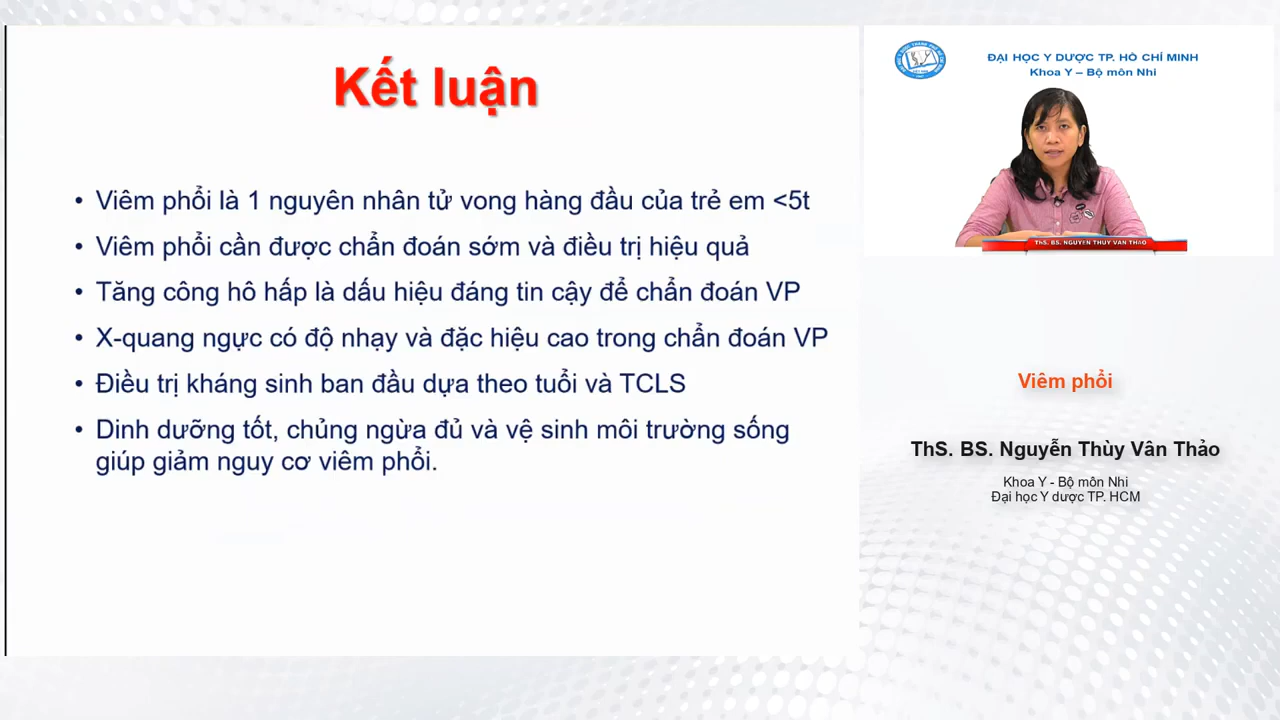 Kết luận
• Viêm phổi là 1 nguyên nhân tử vong hàng đầu của trẻ em <5t
• Viêm phổi cần được chẩn đoán sớm và điều trị hiệu quả
• Tăng công hô hấp là dấu hiệu đáng tin cậy để chẩn đoán VP
• X-quang ngực có độ nhạy và đặc hiệu cao trong chẩn đoán VP
• Điều trị kháng sinh ban đầu dựa theo tuổi và TCLS
• Dinh dưỡng tốt, chủng ngừa đủ và vệ sinh môi trường sống
giúp giảm nguy cơ viêm phổi.
ĐẠI HỌC Y DƯỢC TP. HỒ CHÍ MINH
Khoa Y – Bộ môn Nhi
ThS. BS. NGUYỄN THÙY VÂN THẢO
Viêm phổi
ThS. BS. Nguyễn Thùy Vân Thảo
Khoa Y - Bộ môn Nhi
Đại học Y dược TP. HCM